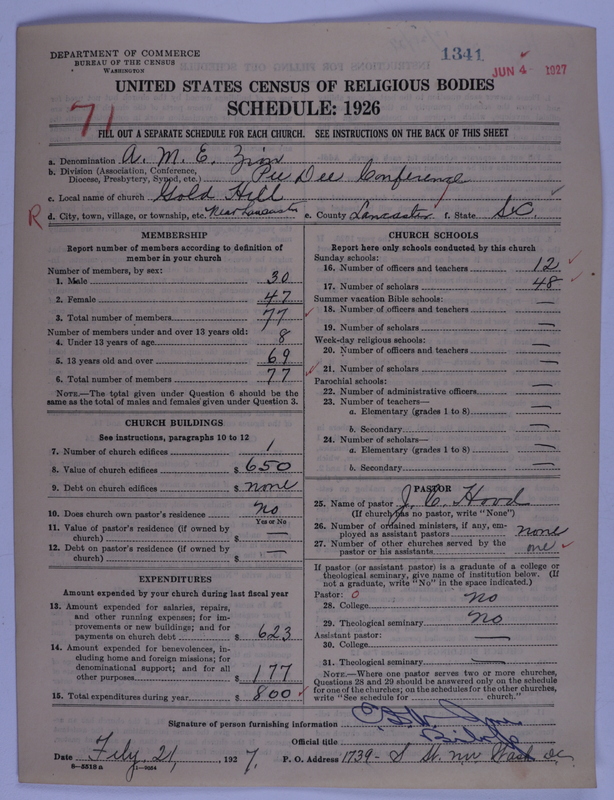 DEPARTMENT OF COMMERCE
BUREAU OF THE CENSUS
WASHINGTON
1341
JUN 4 1927
UNITED STATES CENSUS OF RELIGIOUS BODIES
SCHEDULE: 1926
71
FILL OUT A SEPARATE SCHEDULE FOR EACH CHURCH. SEE INSTRUCTIONS ON THE BACK OF THIS SHEET
a. Denomination A. M. E. Zion
b. Division (Association, Conference, Diocese, Presbytery, Synod, etc.) Pee Dee Conference
c. Local name of church Gold Hill
R d. City, town, village, or township, etc. Near Lancaster e. County Lancaster f. State S.C.
MEMBERSHIP
Report number of members according to definition of
member in your church
Number of members, by sex:
1. Male 30
2. Female 47
3. Total number of members 77
Number of members under and over 13 years old:
4. Under 13 years of age 8
5. 13 years old and over 69
6. Total number of members 77
NOTE.—The total given under Question 6 should be the
same as the total of males and females given under Question 3.
CHURCH BUILDINGS
See instructions, paragraphs 10 to 12
7. Number of church edifices 1
8. Value of church edifices $ 650
9. Debt on church edifices $ none
10. Does church own pastor's residence No
Yes or No
11. Value of pastor's residence (if owned by
church) $ —
12. Debt on pastor's residence (if owned by
church) $ —
EXPENDITURES
Amount expended by your church during last fiscal year
13. Amount expended for salaries, repairs,
and other running expenses; for im-
provements or new buildings; and for
payments on church debt $ 623
14. Amount expended for benevolences, in-
cluding home and foreign missions; for
denominational support; and for all
other purposes $ 177
15. Total expenditures during year $ 800
CHURCH SCHOOLS
Report here only schools conducted by this church
Sunday schools:
16. Number of officers and teachers 12
17. Number of scholars 48
Summer vacation Bible schools:
18. Number of officers and teachers —
19. Number of scholars —
Week-day religious schools:
20. Number of officers and teachers —
21. Number of scholars —
Parochial schools:
22. Number of administrative officers —
23. Number of teachers—
a. Elementary (grades 1 to 8) —
b. Secondary —
24. Number of scholars—
a. Elementary (grades 1 to 8) —
b. Secondary —
PASTOR
25. Name of pastor J. C. Hood
(If church has no pastor, write "None")
26. Number of ordained ministers, if any, em-
ployed as assistant pastors none
27. Number of other churches served by the
pastor or his assistants one
If pastor (or assistant pastor) is a graduate of a college or
theological seminary, give name of institution below. (If
not a graduate, write "No" in the space indicated.)
Pastor: 0
28. College No
29. Theological seminary No
Assistant pastor:
30. College —
31. Theological seminary —
NOTE.—Where one pastor serves two or more churches,
Questions 28 and 29 should be answered only on the schedule
for one of the churches; on the schedules for the other churches,
write "See schedule for church."
Signature of person furnishing information
Official title Bishop
Date Feby. 21, 1927. P. O. Address 1739- S St. NW Wash DC
8—5518 a